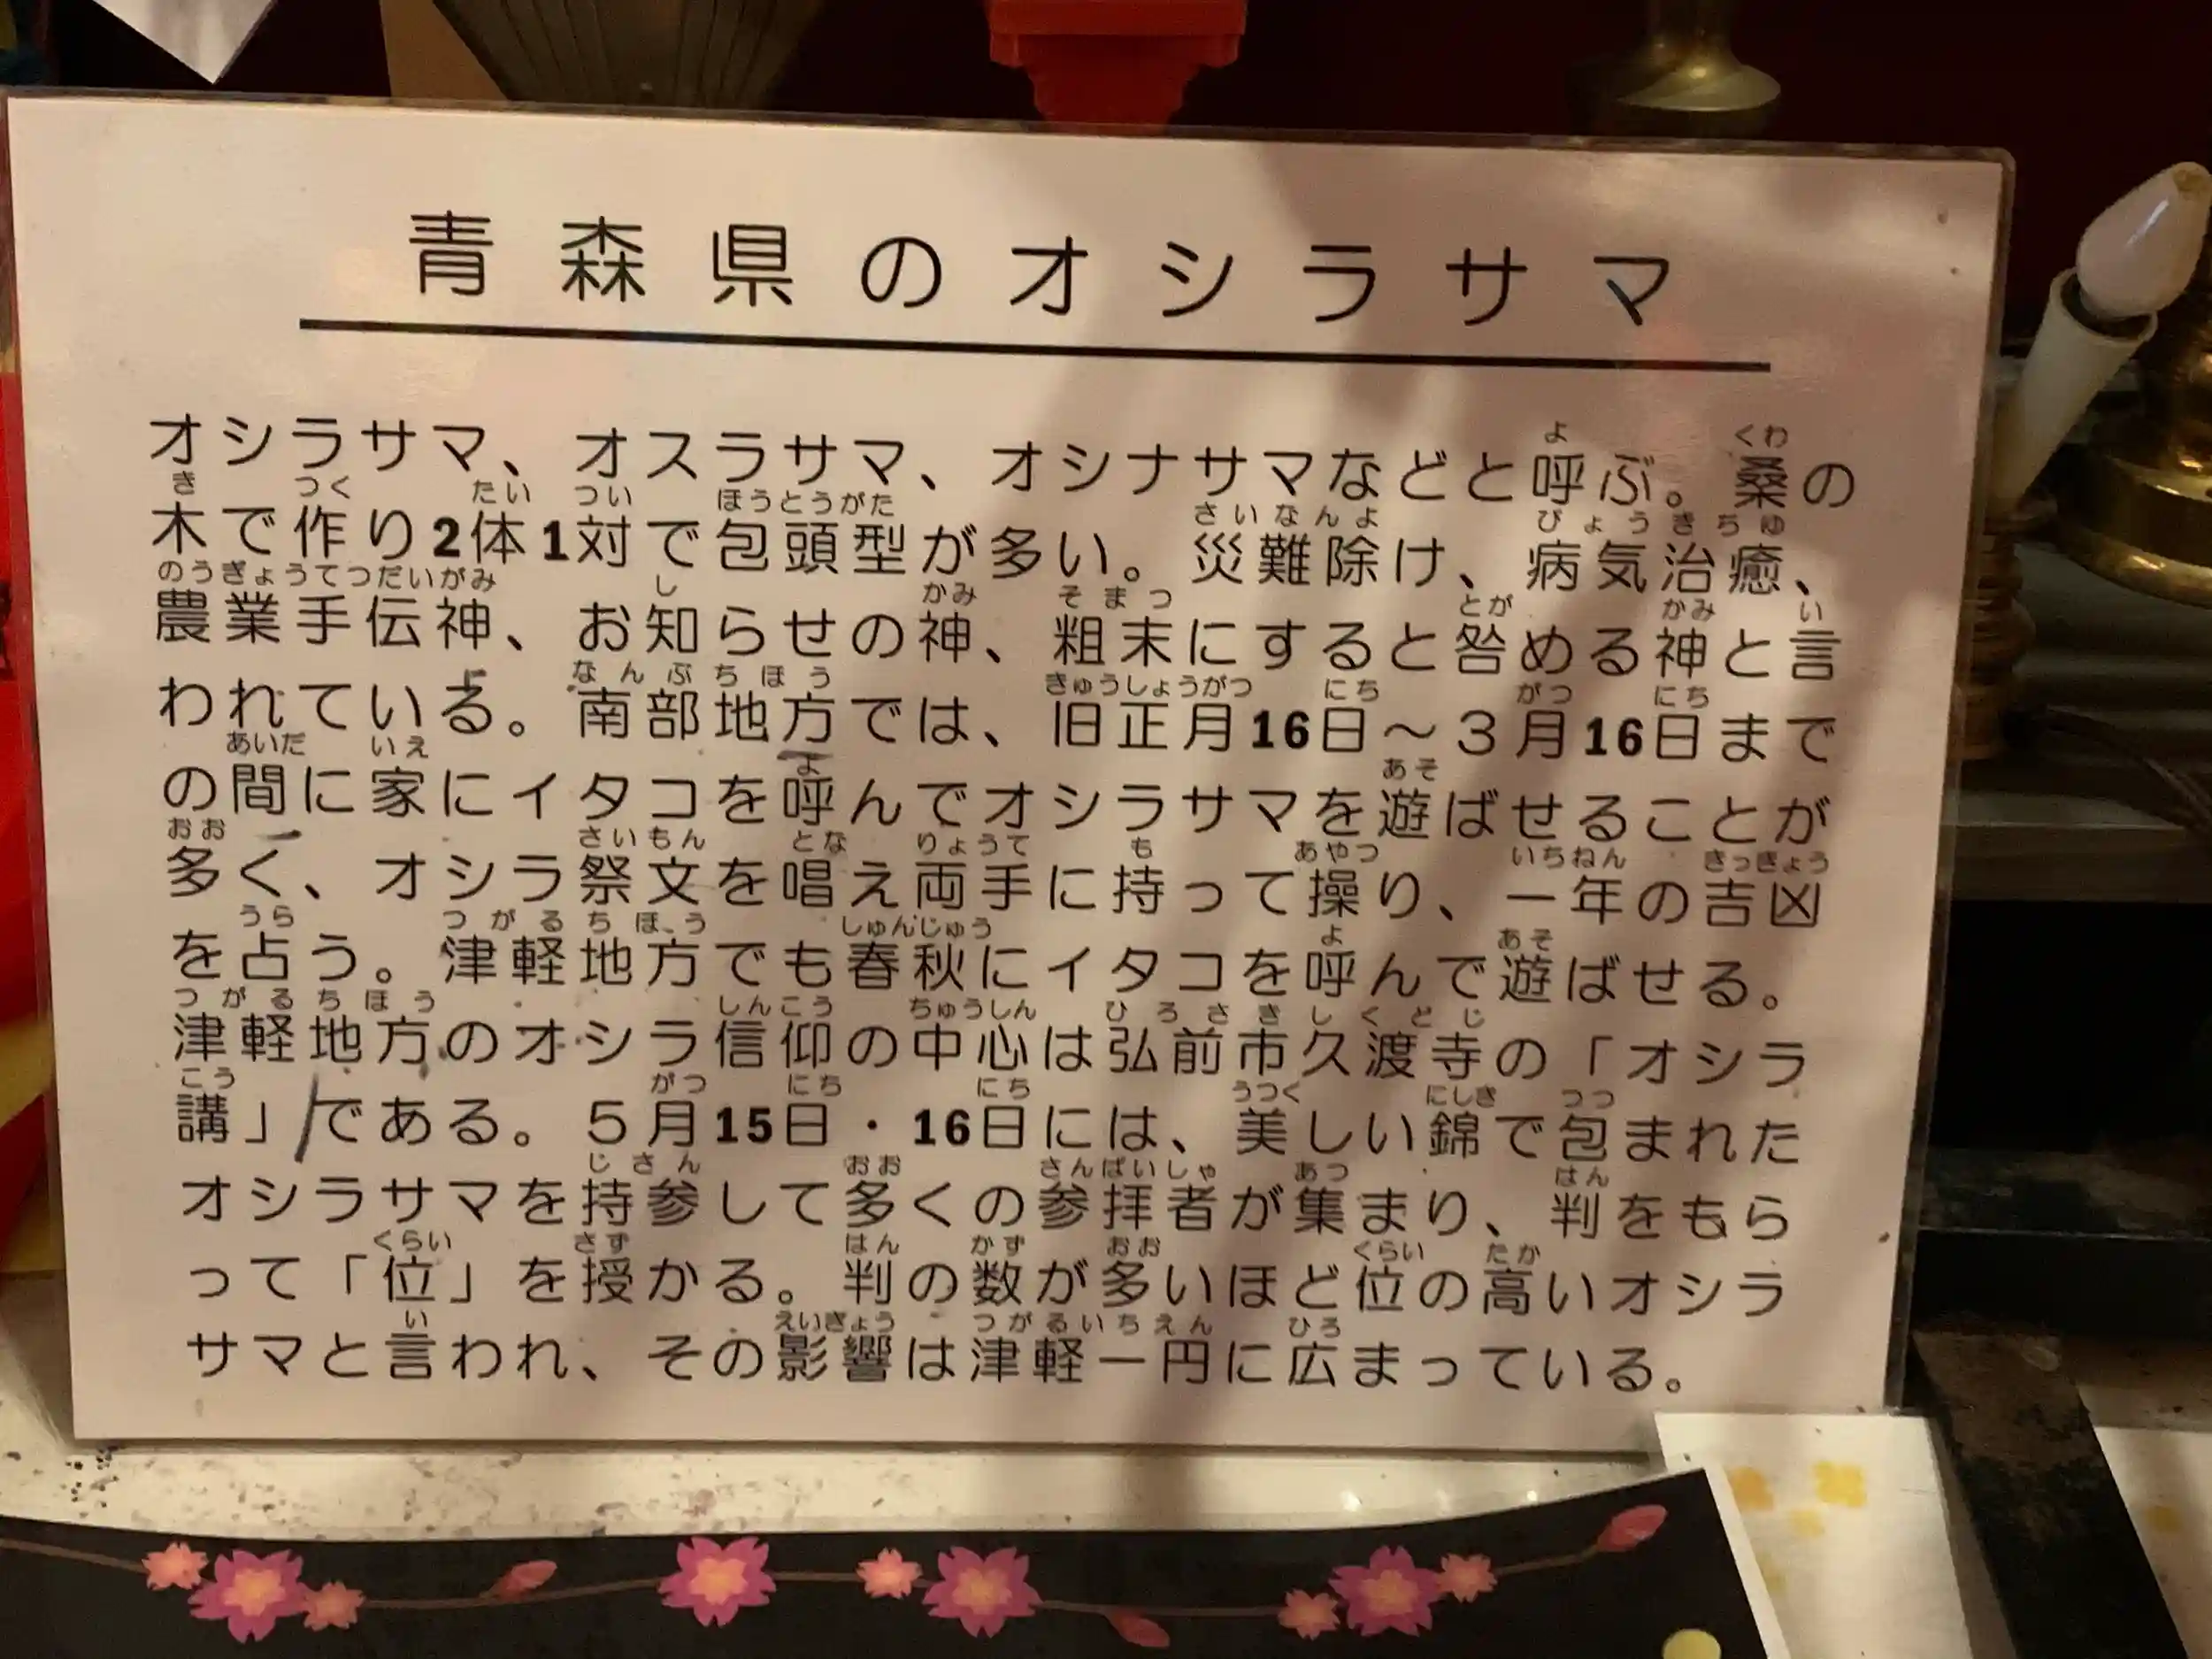 青森県のオシラサマ
オシラサマ、オスラサマ、オシナサマなどと呼ぶ。桑の
木で作り2体1対で包頭型が多い。災難除け、病気治癒、
農業手伝神、お知らせの神、粗末にすると咎める神と言
われている。南部地方では、旧正月16日～3月16日まで
の間に家にイタコを呼んでオシラサマを遊ばせることが
多く、オシラ祭文を唱え両手に持って操り、一年の吉凶
を占う。津軽地方でも春秋にイタコを呼んで遊ばせる。
津軽地方のオシラ信仰の中心は弘前市久渡寺の「オシラ
講」である。5月15日・16日には、美しい錦で包まれた
オシラサマを持参して多くの参拝者が集まり、判をもら
って「位」を授かる。判の数が多いほど位の高いオシラ
サマと言われ、その影響は津軽一円に広まっている。